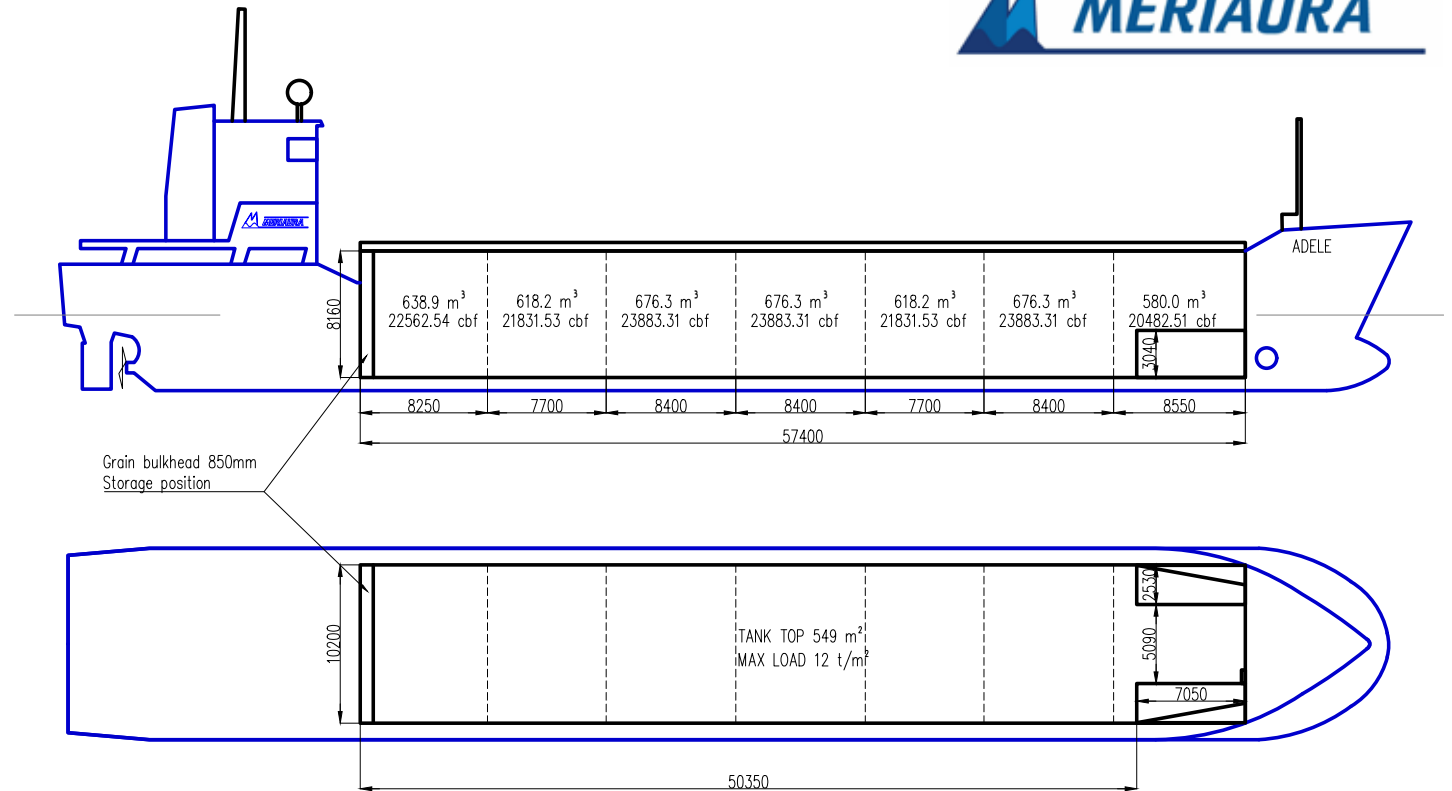 MERIAURA
MERIAURA
ADELE
638.9 m³
22562.54 cbf
618.2 m³
21831.53 cbf
676.3 m³
23883.31 cbf
676.3 m³
23883.31 cbf
618.2 m³
21831.53 cbf
676.3 m³
23883.31 cbf
580.0 m³
20482.51 cbf
8160
3040
8250
7700
8400
8400
7700
8400
8550
57400
Grain bulkhead 850mm
Storage position
10200
2530
5090
7050
TANK TOP 549 m²
MAX LOAD 12 t/m²
50350